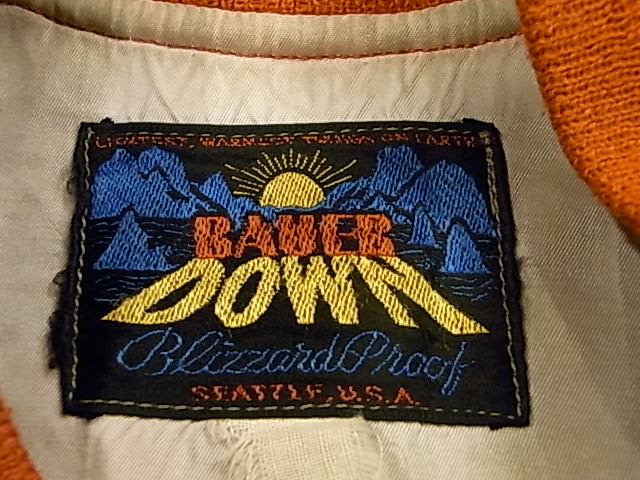 LIGHTEST, WARMEST THINGS ON EARTH
BAUER
DOWN
Blizzard Proof
SEATTLE, U.S.A.